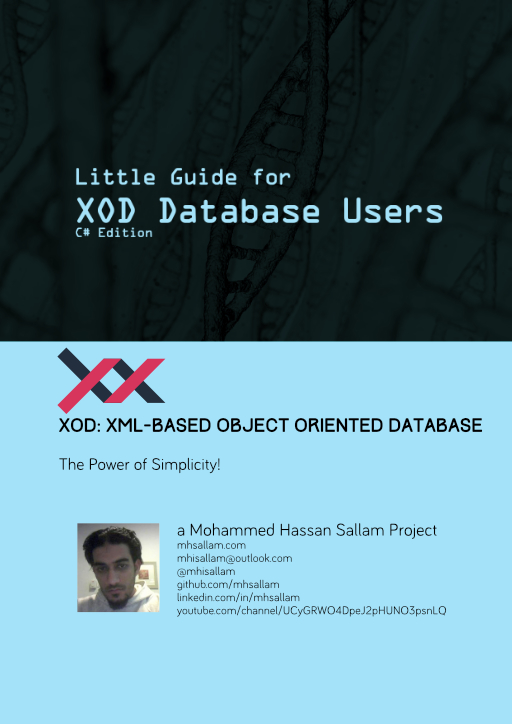 Little Guide for
XOD Database Users
C# Edition
XOD: XML-BASED OBJECT ORIENTED DATABASE
The Power of Simplicity!
a Mohammed Hassan Sallam Project
mhsallam.com
mhisallam@outlook.com
@mhisallam
github.com/mhsallam
linkedin.com/in/mhsallam
youtube.com/channel/UCyGRWO4DpeJ2pHUNO3psnLQ